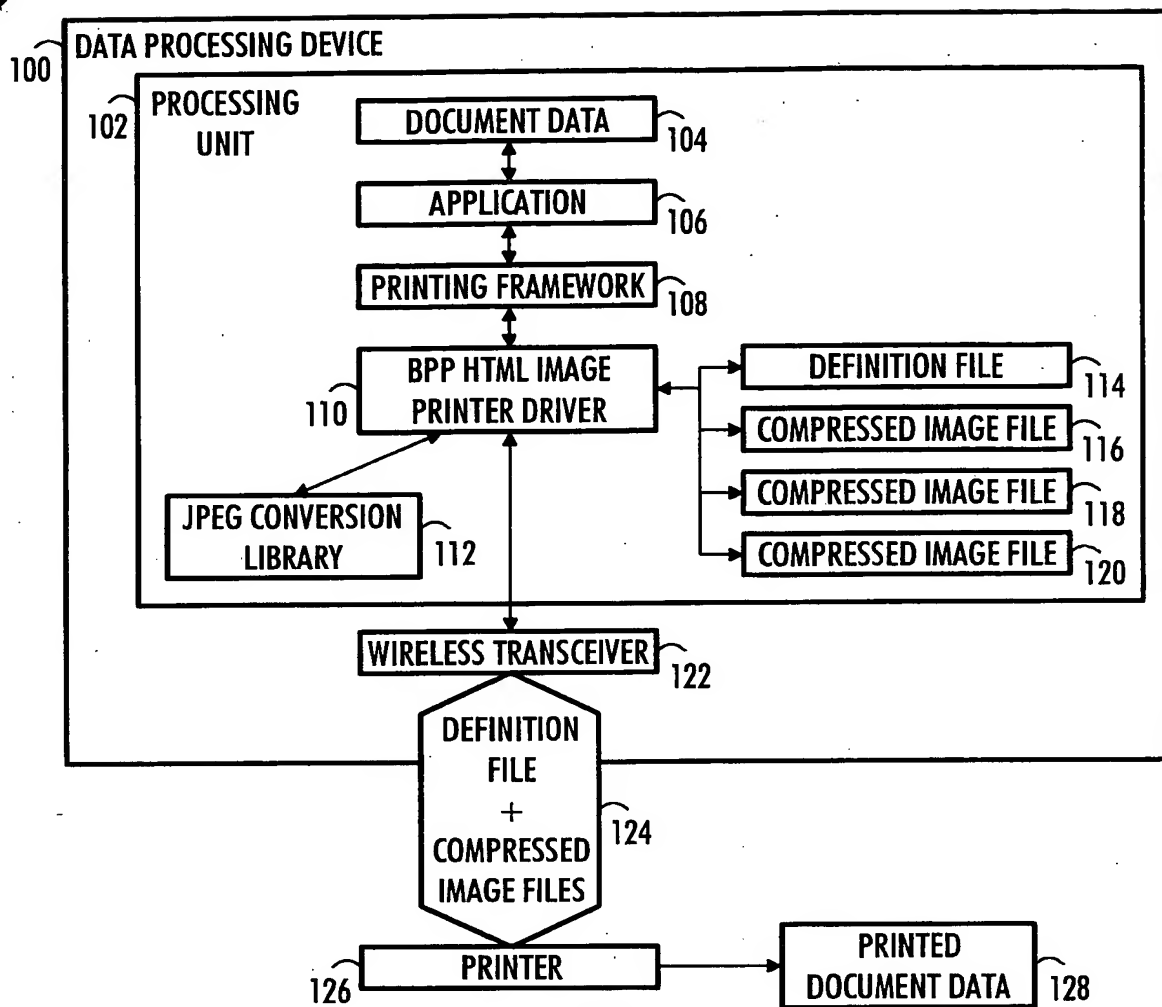 100
DATA PROCESSING DEVICE
102
PROCESSING
UNIT
DOCUMENT DATA
104
APPLICATION
106
PRINTING FRAMEWORK
108
BPP HTML IMAGE
PRINTER DRIVER
110
DEFINITION FILE
114
COMPRESSED IMAGE FILE
116
COMPRESSED IMAGE FILE
118
COMPRESSED IMAGE FILE
120
JPEG CONVERSION
LIBRARY
112
WIRELESS TRANSCEIVER
122
DEFINITION
FILE
+
COMPRESSED
IMAGE FILES
124
PRINTER
126
PRINTED
DOCUMENT DATA
128